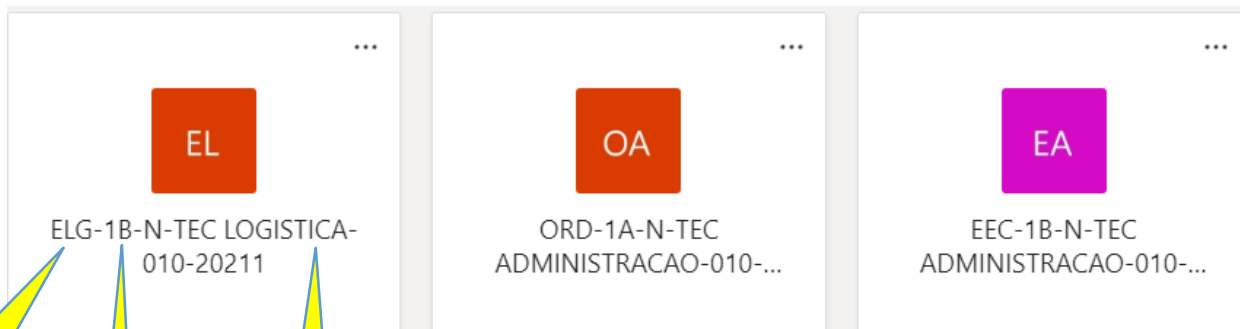 EL
ELG-1B-N-TEC LOGISTICA-
010-20211
OA
ORD-1A-N-TEC
ADMINISTRACAO-010-...
EA
EEC-1B-N-TEC
ADMINISTRACAO-010-...